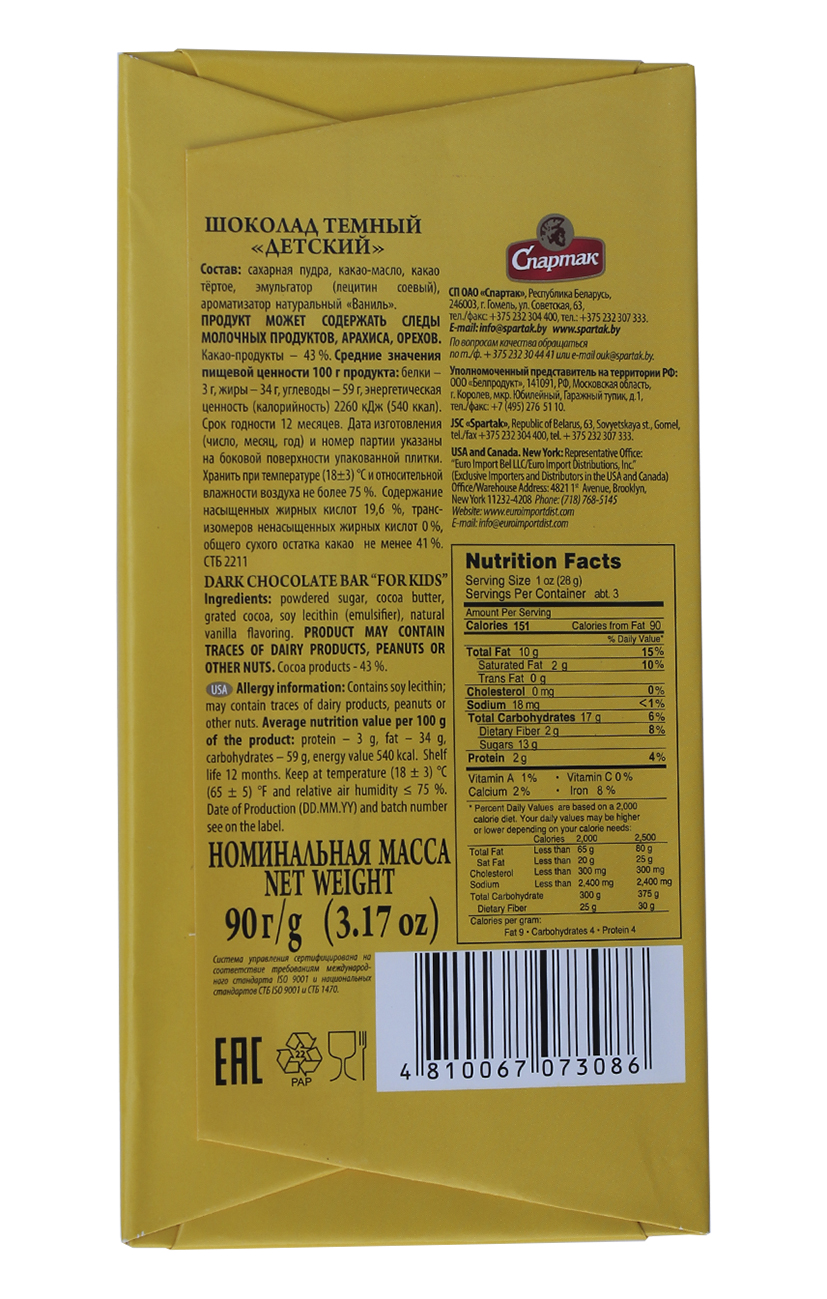 ШОКОЛАД ТЕМНЫЙ
«ДЕТСКИЙ»
Состав: сахарная пудра, какао-масло, какао
тёртое, эмульгатор (лецитин соевый),
ароматизатор натуральный «Ваниль».
ПРОДУКТ МОЖЕТ СОДЕРЖАТЬ СЛЕДЫ
МОЛОЧНЫХ ПРОДУКТОВ, АРАХИСА, ОРЕХОВ.
Какао-продукты – 43 %. Средние значения
пищевой ценности 100 г продукта: белки –
3 г, жиры – 34 г, углеводы – 59 г, энергетическая
ценность (калорийность) 2260 кДж (540 ккал).
Срок годности 12 месяцев. Дата изготовления
(число, месяц, год) и номер партии указаны
на боковой поверхности упакованной плитки.
Хранить при температуре (18±3) °С и относительной
влажности воздуха не более 75 %. Содержание
насыщенных жирных кислот 19,6 %, транс-
изомеров ненасыщенных жирных кислот 0 %,
общего сухого остатка какао не менее 41 %.
СТБ 2211
DARK CHOCOLATE BAR "FOR KIDS"
Ingredients: powdered sugar, cocoa butter,
grated cocoa, soy lecithin (emulsifier), natural
vanilla flavoring. PRODUCT MAY CONTAIN
TRACES OF DAIRY PRODUCTS, PEANUTS OR
OTHER NUTS. Cocoa products - 43 %.
USA Allergy information: Contains soy lecithin;
may contain traces of dairy products, peanuts or
other nuts. Average nutrition value per 100 g
of the product: protein – 3 g, fat – 34 g,
carbohydrates – 59 g, energy value 540 kcal. Shelf
life 12 months. Keep at temperature (18 ± 3) °C
(65 ± 5) °F and relative air humidity ≤ 75 %.
Date of Production (DD.MM.YY) and batch number
see on the label.
НОМИНАЛЬНАЯ МАССА
NET WEIGHT
90 г/g (3.17 oz)
Система управления сертифицирована на
соответствие требованиям международ-
ного стандарта ISO 9001 и национальных
стандартов СТБ ISO 9001 и СТБ 1470.
EAC
22
PAP
Спартак
СП ОАО «Спартак», Республика Беларусь,
246003, г. Гомель, ул. Советская, 63,
тел./факс: +375 232 304 400, тел.: +375 232 307 333.
E-mail: info@spartak.by www.spartak.by
По вопросам качества обращаться
по т./ф. + 375 232 30 44 41 или e-mail ouk@spartak.by.
Уполномоченный представитель на территории РФ:
ООО «Белпродукт», 141091, РФ, Московская область,
г. Королев, мкр. Юбилейный, Гаражный тупик, д.1,
тел./факс: +7 (495) 276 51 10.
JSC «Spartak», Republic of Belarus, 63, Sovyetskaya st., Gomel,
tel./fax +375 232 304 400, tel. + 375 232 307 333.
USA and Canada. New York: Representative Office:
"Euro Import Bel LLC/Euro Import Distributions, Inc."
(Exclusive Importers and Distributors in the USA and Canada)
Office/Warehouse Address: 4821 1st Avenue, Brooklyn,
New York 11232-4208 Phone: (718) 768-5145
Website: www.euroimportdist.com
E-mail: info@euroimportdist.com
Nutrition Facts
Serving Size 1 oz (28 g)
Servings Per Container abt. 3
Amount Per Serving
Calories 151 Calories from Fat 90
% Daily Value*
Total Fat 10 g 15%
Saturated Fat 2 g 10%
Trans Fat 0 g
Cholesterol 0 mg 0%
Sodium 18 mg <1%
Total Carbohydrates 17 g 6%
Dietary Fiber 2 g 8%
Sugars 13 g
Protein 2 g 4%
Vitamin A 1% • Vitamin C 0 %
Calcium 2 % • Iron 8 %
* Percent Daily Values are based on a 2,000
calorie diet. Your daily values may be higher
or lower depending on your calorie needs:
Calories 2,000 2,500
Total Fat Less than 65 g 80 g
Sat Fat Less than 20 g 25 g
Cholesterol Less than 300 mg 300 mg
Sodium Less than 2,400 mg 2,400 mg
Total Carbohydrate 300 g 375 g
Dietary Fiber 25 g 30 g
Calories per gram:
Fat 9 • Carbohydrates 4 • Protein 4
4 810067 073086